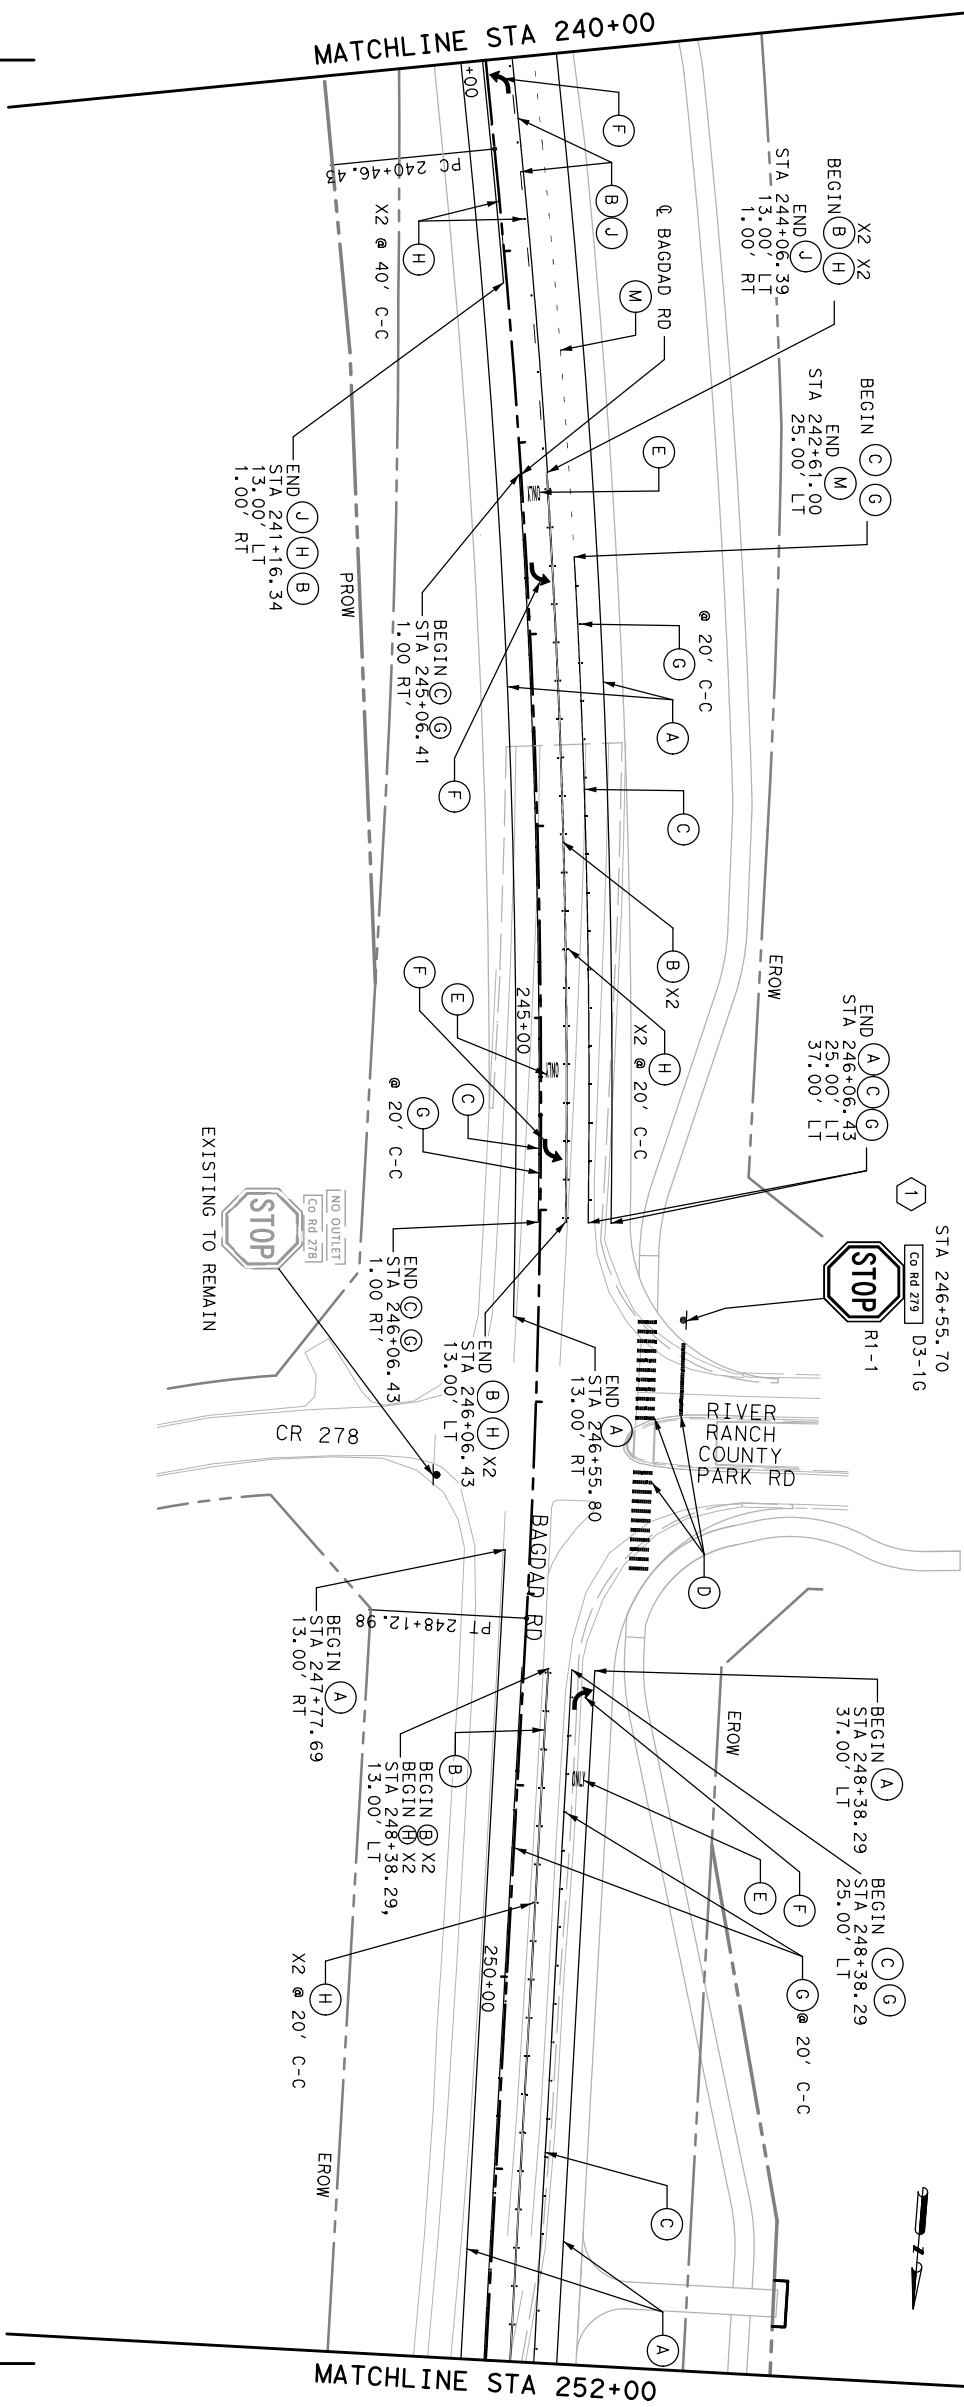 MATCHLINE STA 240+00
+00
PC 240+46.43
F
B J
H
X2 @ 40' C-C
℄ BAGDAD RD
M
X2 X2
BEGIN B H
END J
STA 244+06.39
13.00' LT
1.00' RT
BEGIN C G
END M
STA 242+61.00
25.00' LT
E
ONLY
END J H B
STA 241+16.34
13.00' LT
1.00' RT
PROW
BEGIN C G
STA 245+06.41
1.00 RT'
F
G
@ 20' C-C
A
C
B X2
H
X2 @ 20' C-C
EROW
245+00
ONLY
F
E
C
G
@ 20' C-C
END A C G
STA 246+06.43
25.00' LT
37.00' LT
1
STA 246+55.70
Co Rd 279
D3-1G
STOP
R1-1
EXISTING TO REMAIN
NO OUTLET
Co Rd 278
STOP
END C G
STA 246+06.43
1.00 RT'
END B H X2
STA 246+06.43
13.00' LT
END A
STA 246+55.80
13.00' RT
RIVER
RANCH
COUNTY
PARK RD
CR 278
D
BAGDAD RD
PT 248+12.98
BEGIN A
STA 247+77.69
13.00' RT
B
BEGIN B X2
BEGIN H X2
STA 248+38.29,
13.00' LT
EROW
BEGIN A
STA 248+38.29
37.00' LT
BEGIN C G
STA 248+38.29
25.00' LT
ONLY
E
F
G @ 20' C-C
H
X2 @ 20' C-C
250+00
EROW
C
A
N
MATCHLINE STA 252+00